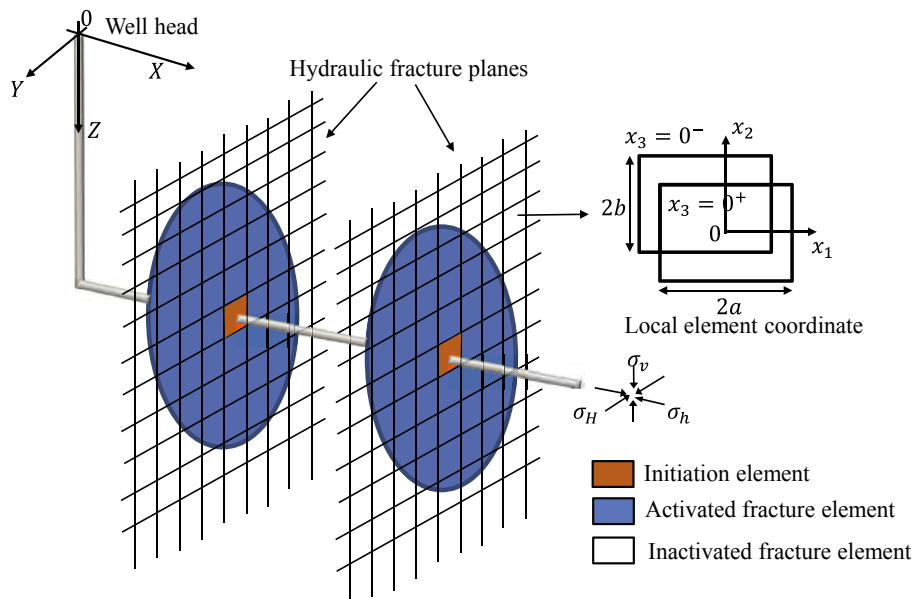 0
Well head
X
Y
Z
Hydraulic fracture planes
x₃ = 0⁻
x₂
2b
x₃ = 0⁺
0
x₁
2a
Local element coordinate
σᵥ
σ_H
σₕ
Initiation element
Activated fracture element
Inactivated fracture element